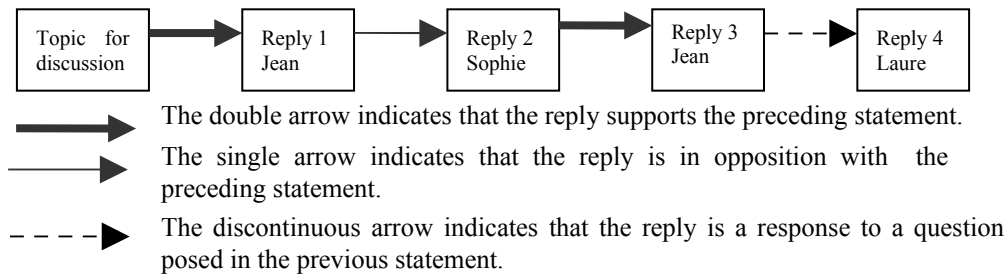 Topic for
discussion
Reply 1
Jean
Reply 2
Sophie
Reply 3
Jean
Reply 4
Laure
The double arrow indicates that the reply supports the preceding statement.
The single arrow indicates that the reply is in opposition with the
preceding statement.
The discontinuous arrow indicates that the reply is a response to a question
posed in the previous statement.